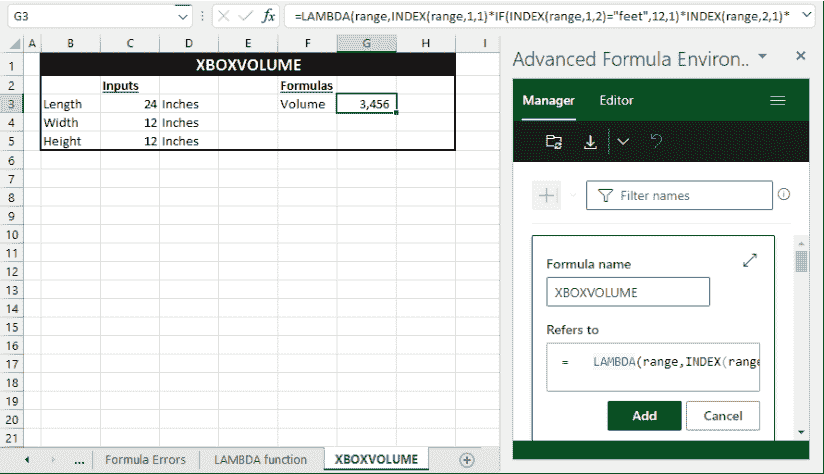 G3
fx
=LAMBDA(range,INDEX(range,1,1)*IF(INDEX(range,1,2)="feet",12,1)*INDEX(range,2,1)*
A B C D E F G H I
1 XBOXVOLUME
2 Inputs Formulas
3 Length 24 Inches Volume 3,456
4 Width 12 Inches
5 Height 12 Inches
6
7
8
9
10
11
12
13
14
15
16
17
18
19
20
21
... Formula Errors LAMBDA function XBOXVOLUME
Advanced Formula Environ..
Manager Editor
Filter names
Formula name
XBOXVOLUME
Refers to
= LAMBDA(range,INDEX(range
Add Cancel